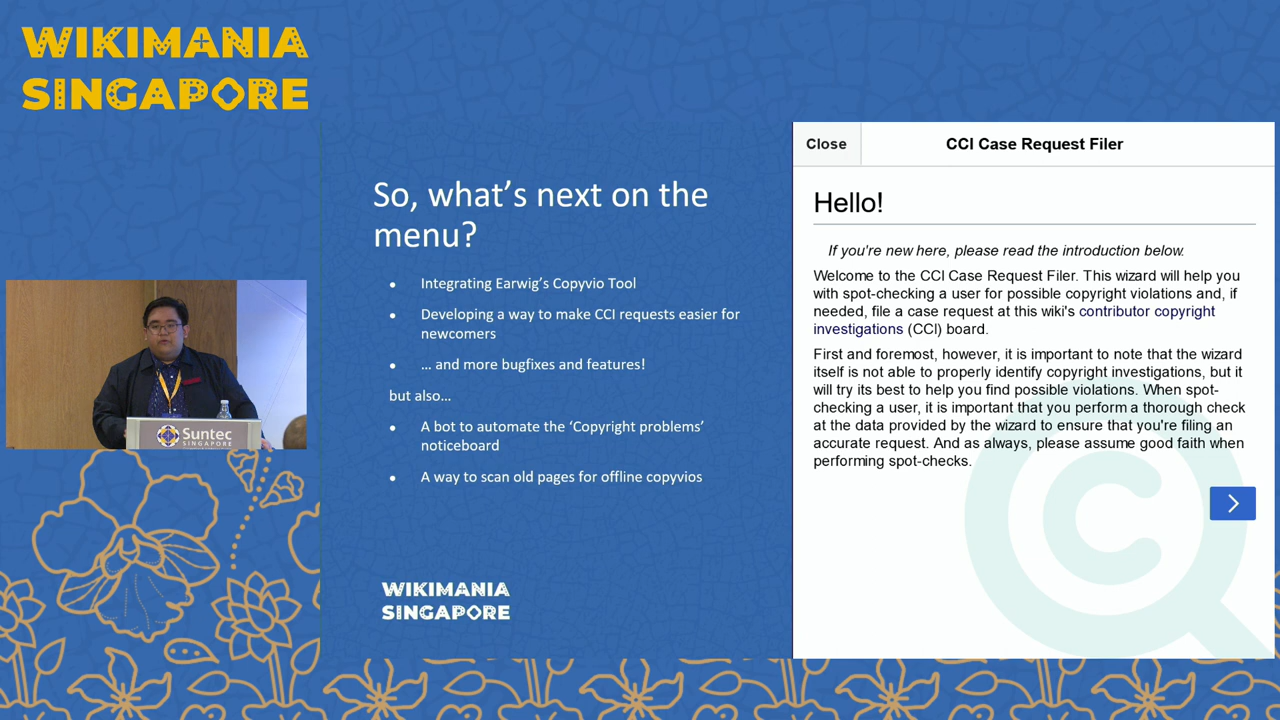 WIKIMANIA
SINGAPORE
So, what's next on the
menu?
• Integrating Earwig's Copyvio Tool
• Developing a way to make CCI requests easier for
newcomers
• … and more bugfixes and features!
but also…
• A bot to automate the 'Copyright problems'
noticeboard
• A way to scan old pages for offline copyvios
WIKIMANIA
SINGAPORE
Close
CCI Case Request Filer
Hello!
If you're new here, please read the introduction below.
Welcome to the CCI Case Request Filer. This wizard will help you
with spot-checking a user for possible copyright violations and, if
needed, file a case request at this wiki's contributor copyright
investigations (CCI) board.
First and foremost, however, it is important to note that the wizard
itself is not able to properly identify copyright investigations, but it
will try its best to help you find possible violations. When spot-
checking a user, it is important that you perform a thorough check
at the data provided by the wizard to ensure that you're filing an
accurate request. And as always, please assume good faith when
performing spot-checks.
Suntec
SINGAPORE